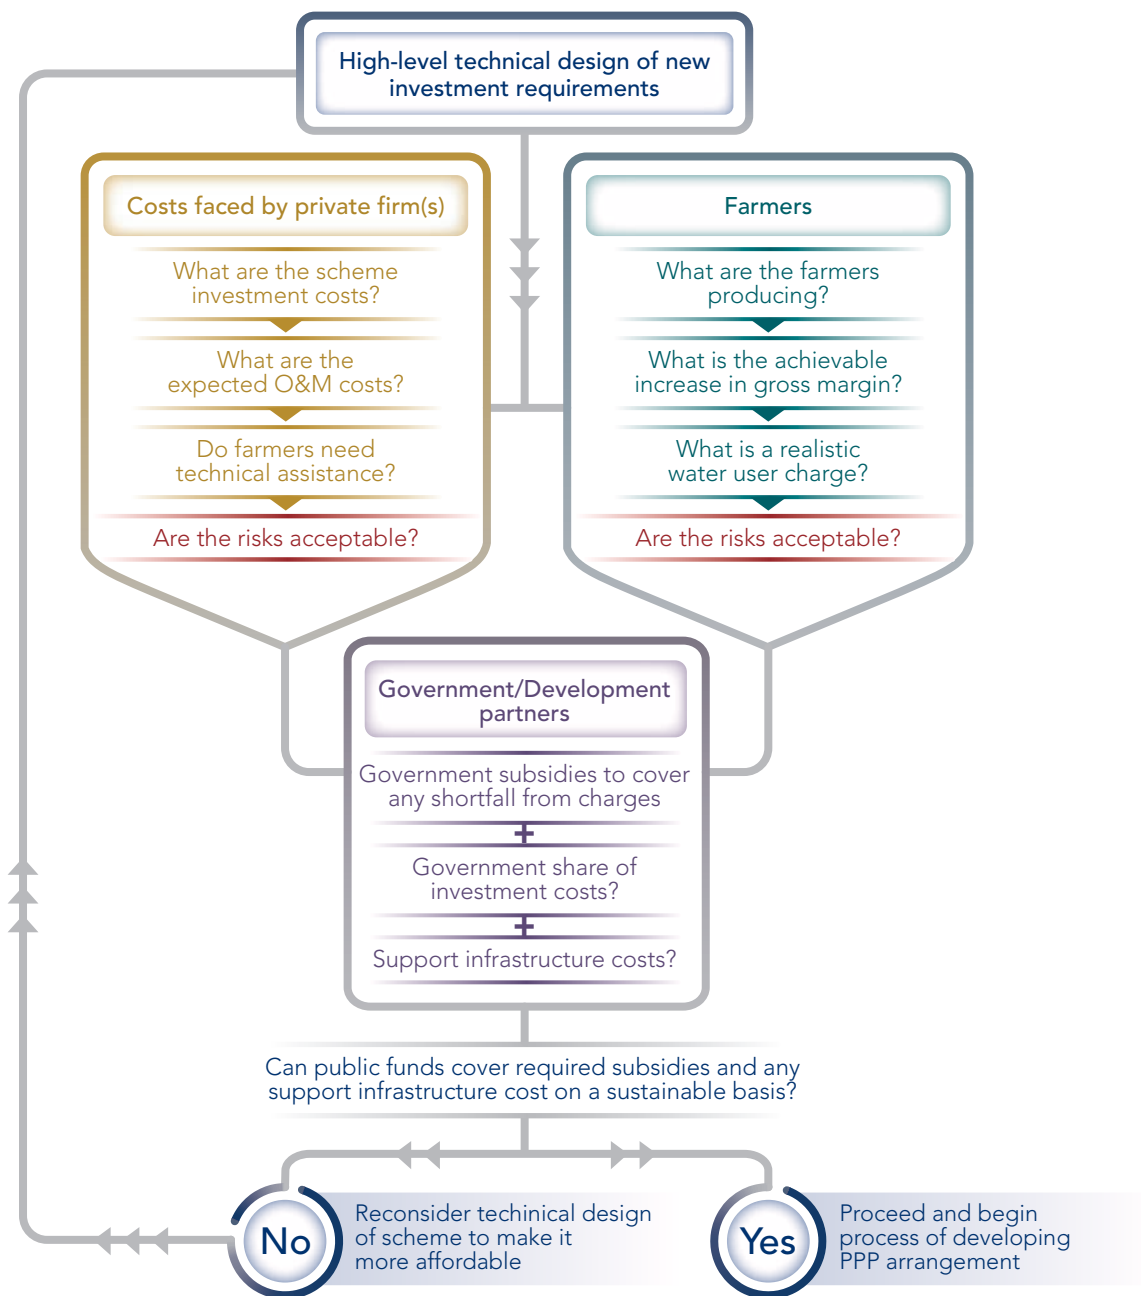 High-level technical design of new
investment requirements
Costs faced by private firm(s)
What are the scheme
investment costs?
What are the
expected O&M costs?
Do farmers need
technical assistance?
Are the risks acceptable?
Farmers
What are the farmers
producing?
What is the achievable
increase in gross margin?
What is a realistic
water user charge?
Are the risks acceptable?
Government/Development
partners
Government subsidies to cover
any shortfall from charges
+
Government share of
investment costs?
+
Support infrastructure costs?
Can public funds cover required subsidies and any
support infrastructure cost on a sustainable basis?
No
Reconsider techinical design
of scheme to make it
more affordable
Yes
Proceed and begin
process of developing
PPP arrangement